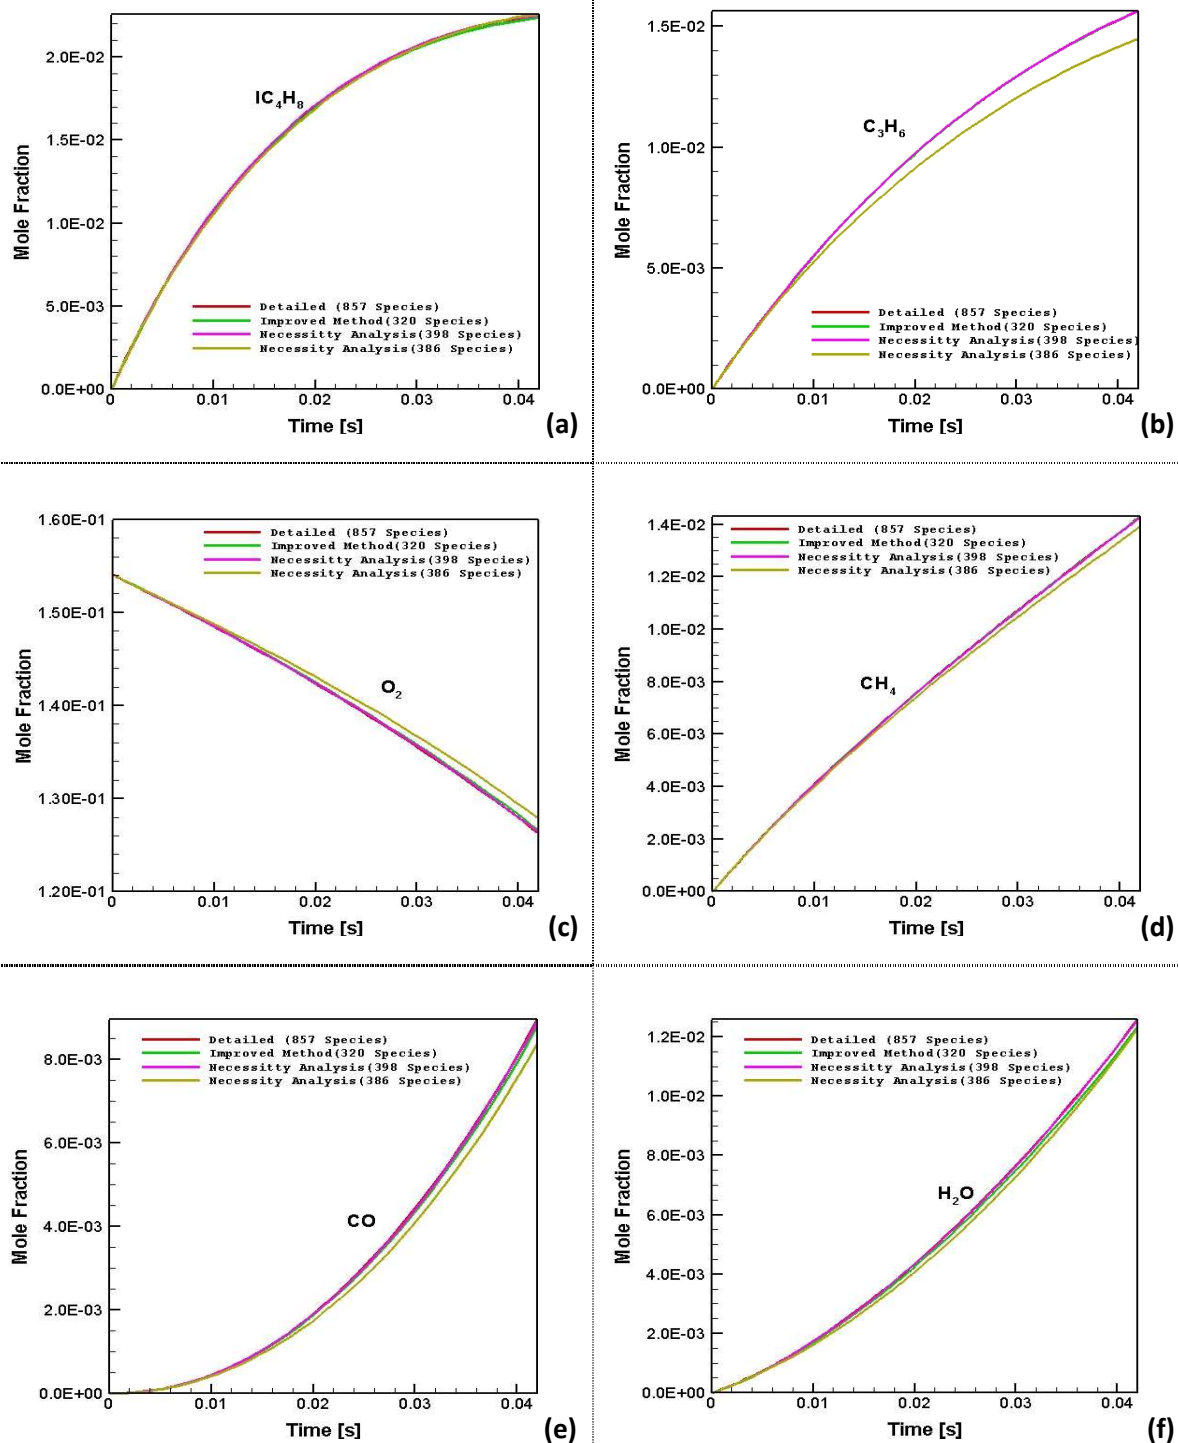 2.0E-02
1.5E-02
1.0E-02
5.0E-03
0.0E+00
Mole Fraction
IC4H8
Detailed (857 Species)
Improved Method(320 Species)
Necessitty Analysis(398 Species)
Necessity Analysis(386 Species)
0 0.01 0.02 0.03 0.04
Time [s]
(a)
1.5E-02
1.0E-02
5.0E-03
0.0E+00
Mole Fraction
C3H6
Detailed (857 Species)
Improved Method(320 Species)
Necessitty Analysis(398 Species)
Necessity Analysis(386 Species)
0 0.01 0.02 0.03 0.04
Time [s]
(b)
1.60E-01
1.50E-01
1.40E-01
1.30E-01
1.20E-01
Mole Fraction
Detailed (857 Species)
Improved Method(320 Species)
Necessitty Analysis(398 Species)
Necessity Analysis(386 Species)
O2
0 0.01 0.02 0.03 0.04
Time [s]
(c)
1.4E-02
1.2E-02
1.0E-02
8.0E-03
6.0E-03
4.0E-03
2.0E-03
0.0E+00
Mole Fraction
Detailed (857 Species)
Improved Method(320 Species)
Necessitty Analysis(398 Species)
Necessity Analysis(386 Species)
CH4
0 0.01 0.02 0.03 0.04
Time [s]
(d)
8.0E-03
6.0E-03
4.0E-03
2.0E-03
0.0E+00
Mole Fraction
Detailed (857 Species)
Improved Method(320 Species)
Necessitty Analysis(398 Species)
Necessity Analysis(386 Species)
CO
0 0.01 0.02 0.03 0.04
Time [s]
(e)
1.2E-02
1.0E-02
8.0E-03
6.0E-03
4.0E-03
2.0E-03
0.0E+00
Mole Fraction
Detailed (857 Species)
Improved Method(320 Species)
Necessitty Analysis(398 Species)
Necessity Analysis(386 Species)
H2O
0 0.01 0.02 0.03 0.04
Time [s]
(f)